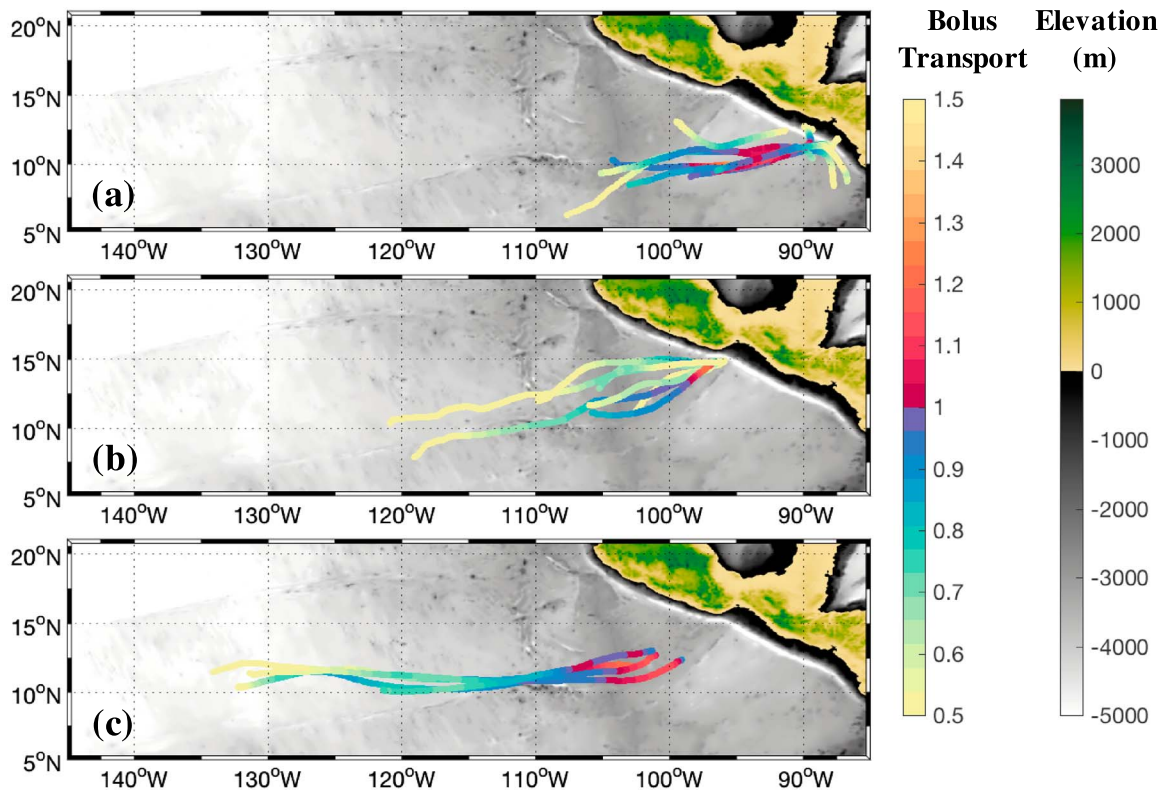 Bolus Transport
Elevation (m)
20°N
15°N
10°N
5°N
(a)
140°W 130°W 120°W 110°W 100°W 90°W
20°N
15°N
10°N
5°N
(b)
140°W 130°W 120°W 110°W 100°W 90°W
20°N
15°N
10°N
5°N
(c)
140°W 130°W 120°W 110°W 100°W 90°W
1.5
1.4
1.3
1.2
1.1
1
0.9
0.8
0.7
0.6
0.5
3000
2000
1000
0
-1000
-2000
-3000
-4000
-5000